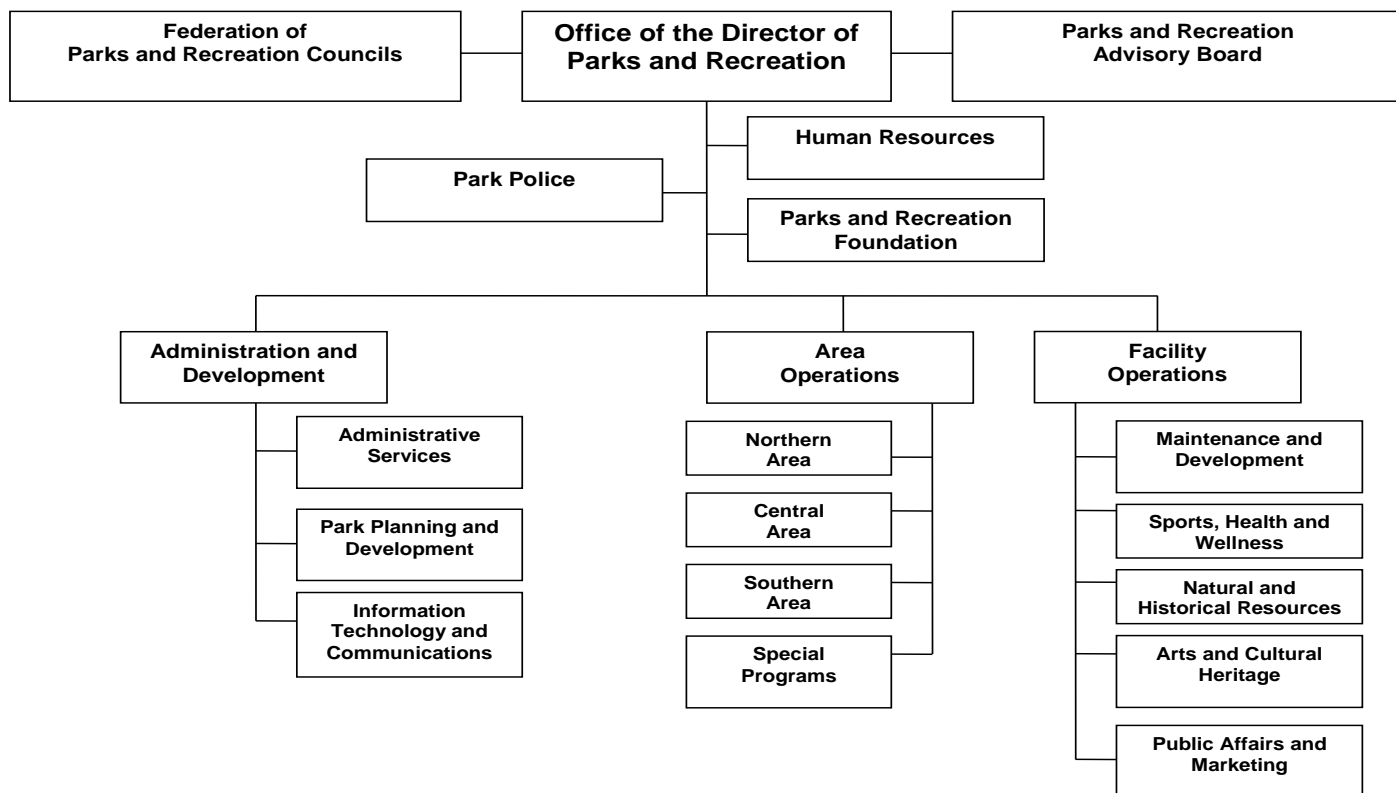 Federation of
Parks and Recreation Councils
Office of the Director of
Parks and Recreation
Parks and Recreation
Advisory Board
Human Resources
Park Police
Parks and Recreation
Foundation
Administration and
Development
Area
Operations
Facility
Operations
Administrative
Services
Park Planning and
Development
Information
Technology and
Communications
Northern
Area
Central
Area
Southern
Area
Special
Programs
Maintenance and
Development
Sports, Health and
Wellness
Natural and
Historical Resources
Arts and Cultural
Heritage
Public Affairs and
Marketing